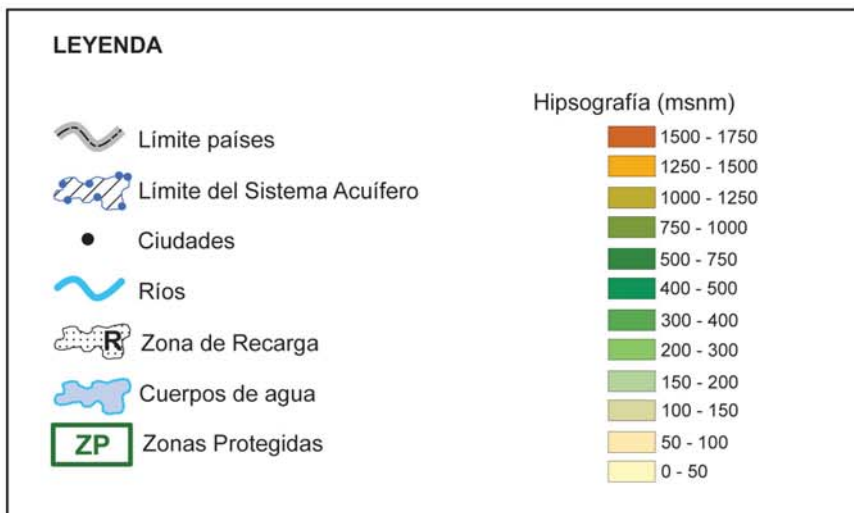 LEYENDA
Límite países
Límite del Sistema Acuífero
Ciudades
Ríos
R
Zona de Recarga
Cuerpos de agua
ZP
Zonas Protegidas
Hipsografía (msnm)
1500 - 1750
1250 - 1500
1000 - 1250
750 - 1000
500 - 750
400 - 500
300 - 400
200 - 300
150 - 200
100 - 150
50 - 100
0 - 50